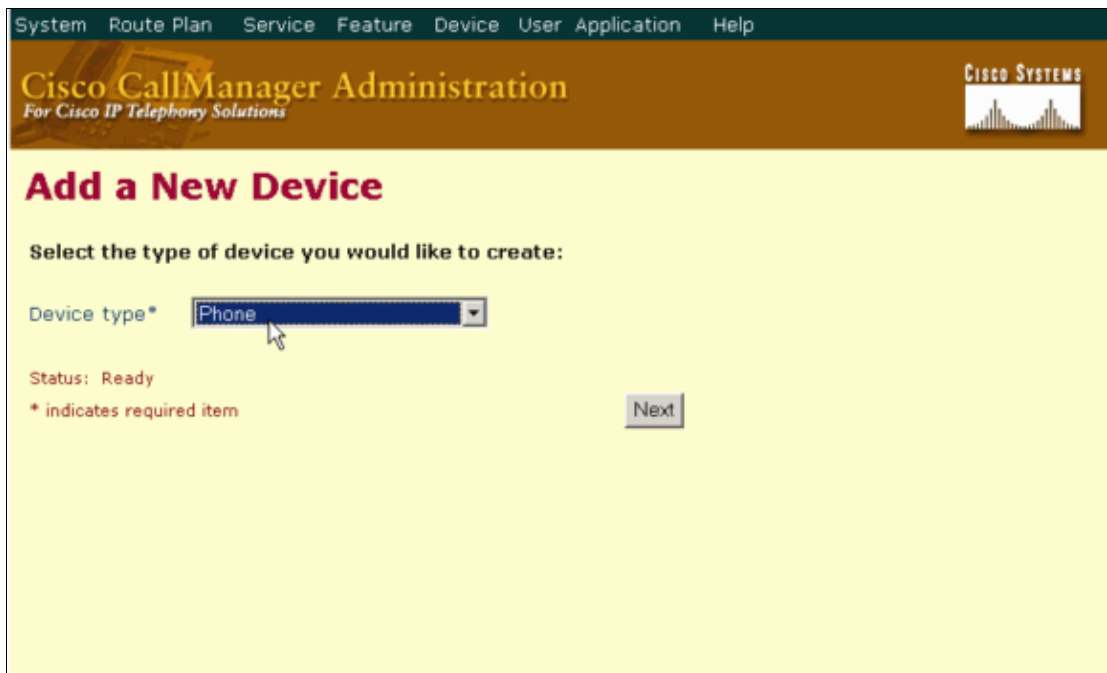 System Route Plan Service Feature Device User Application Help
Cisco CallManager Administration
For Cisco IP Telephony Solutions
CISCO SYSTEMS
Add a New Device
Select the type of device you would like to create:
Device type* Phone
Status: Ready
* indicates required item
Next